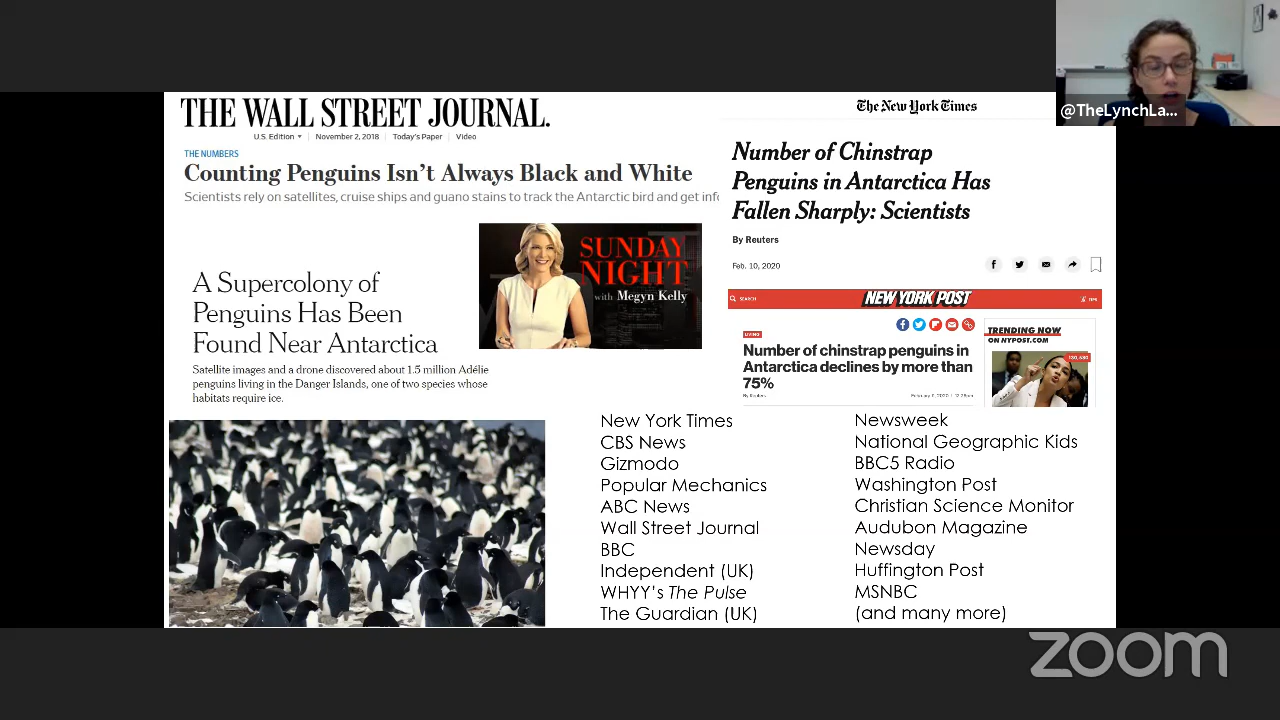 @TheLynchLa...
THE WALL STREET JOURNAL.
U.S. Edition
November 2, 2018
Today's Paper
Video
THE NUMBERS
Counting Penguins Isn't Always Black and White
Scientists rely on satellites, cruise ships and guano stains to track the Antarctic bird and get info
The New York Times
Number of Chinstrap
Penguins in Antarctica Has
Fallen Sharply: Scientists
By Reuters
Feb. 10, 2020
A Supercolony of
Penguins Has Been
Found Near Antarctica
Satellite images and a drone discovered about 1.5 million Adélie
penguins living in the Danger Islands, one of two species whose
habitats require ice.
SUNDAY
NIGHT
with Megyn Kelly
SEARCH
NEW YORK POST
TIPS
LIVING
Number of chinstrap penguins in
Antarctica declines by more than
75%
By Reuters
TRENDING NOW
ON NYPOST.COM
New York Times
CBS News
Gizmodo
Popular Mechanics
ABC News
Wall Street Journal
BBC
Independent (UK)
WHYY's The Pulse
The Guardian (UK)
Newsweek
National Geographic Kids
BBC5 Radio
Washington Post
Christian Science Monitor
Audubon Magazine
Newsday
Huffington Post
MSNBC
(and many more)
zoom